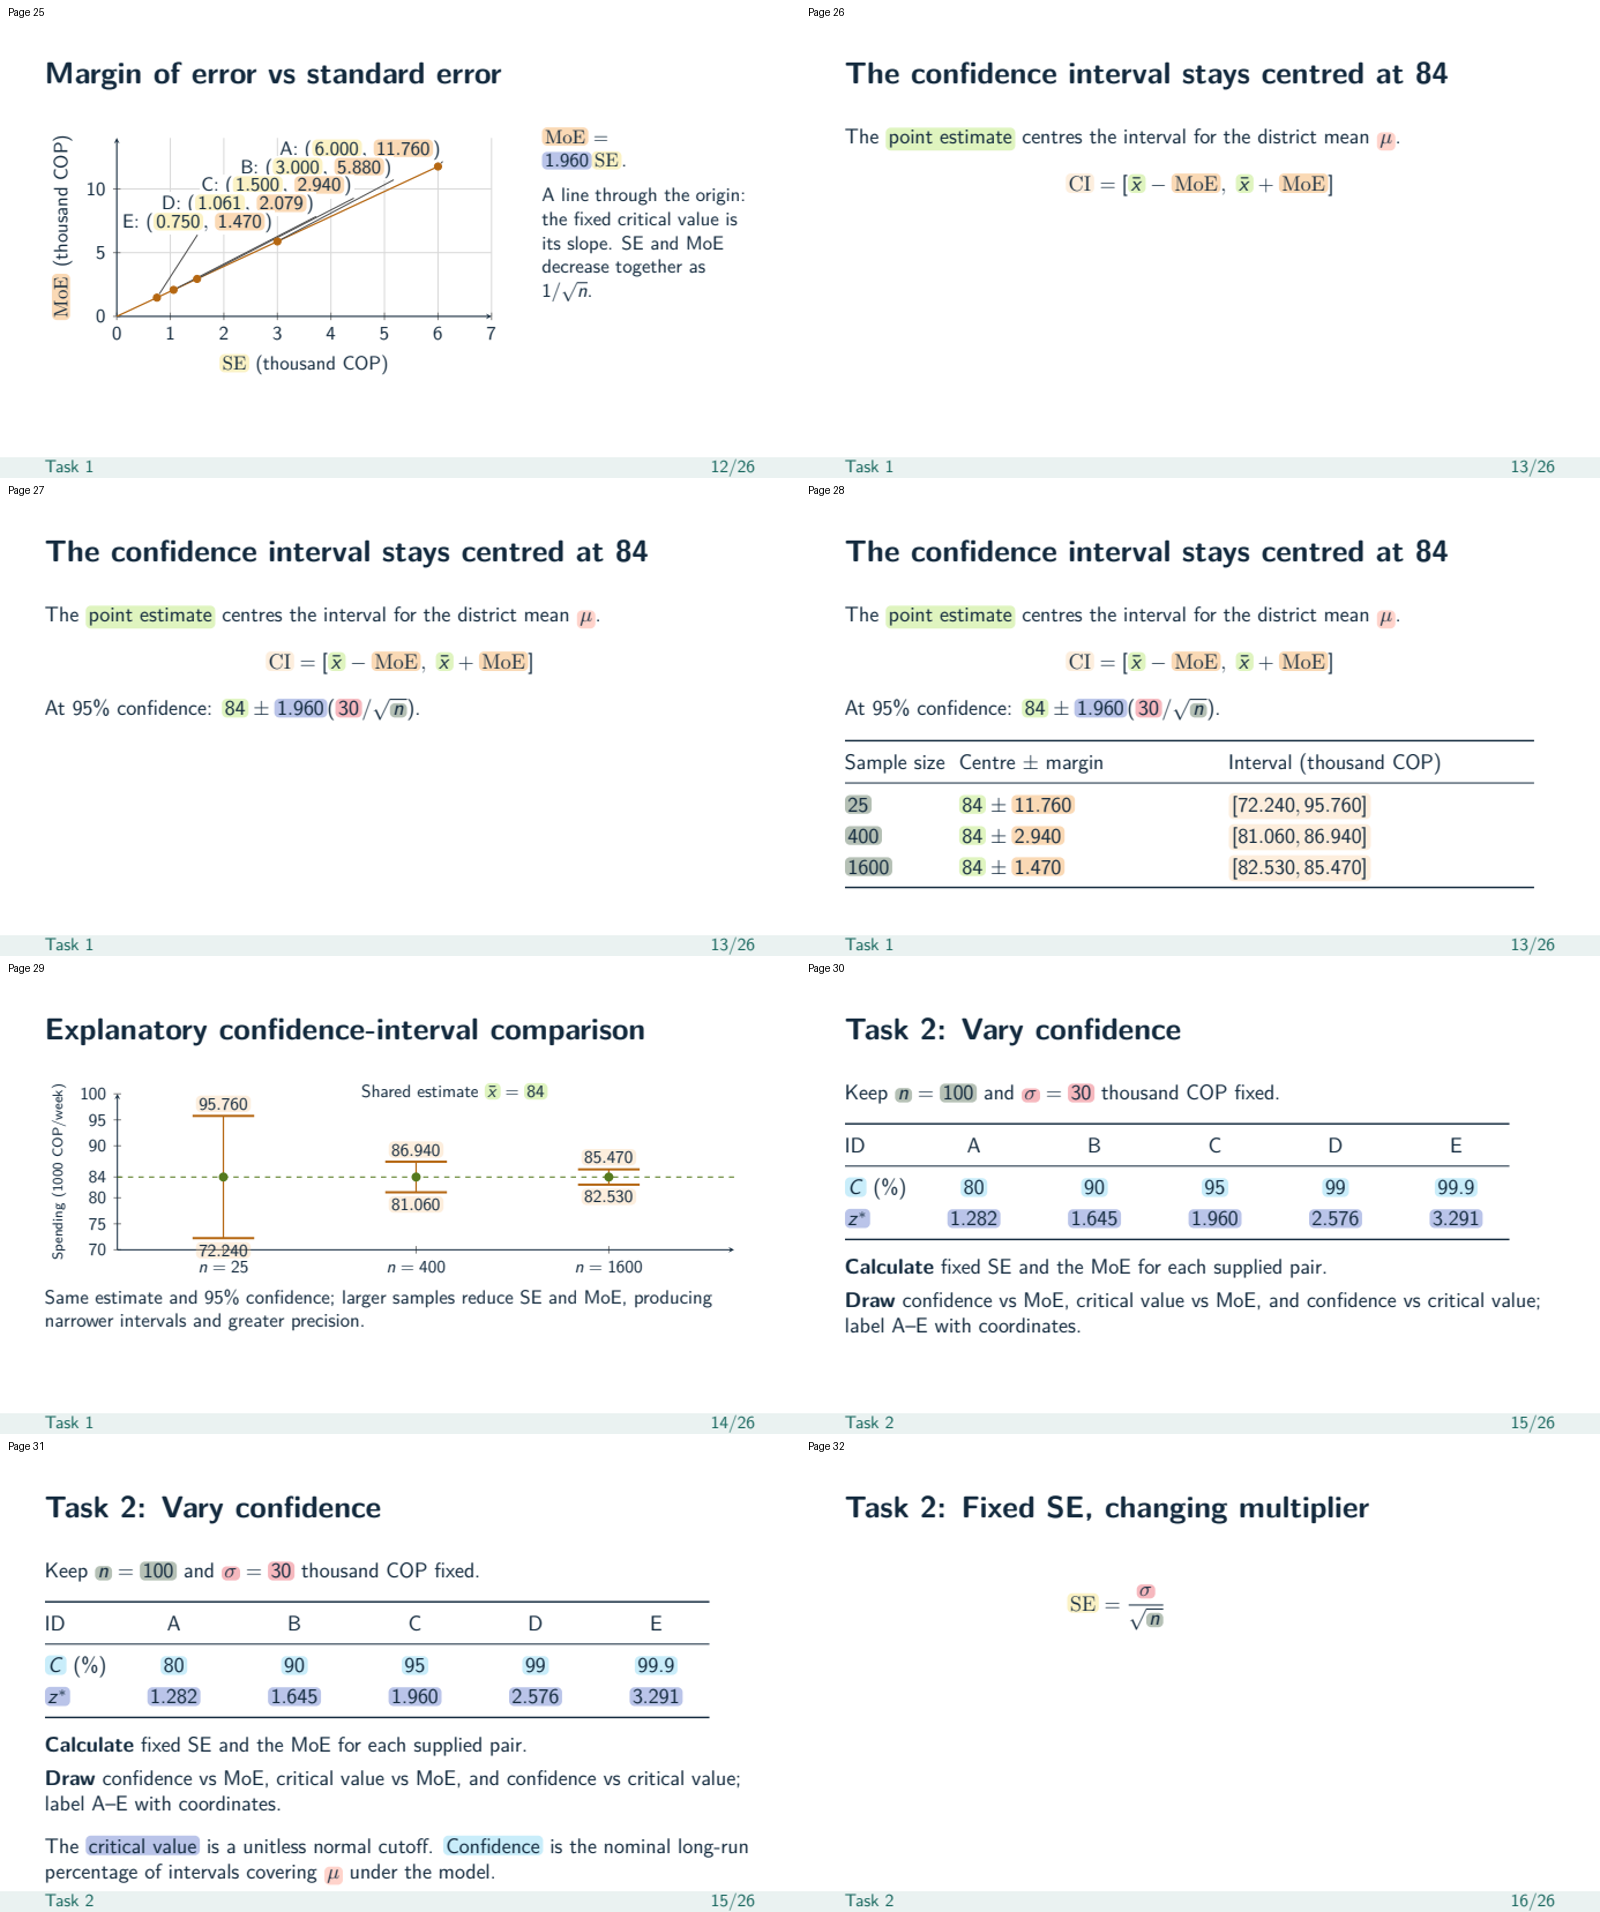 Page 25
Margin of error vs standard error
MoE (thousand COP)
10
5
0
A: (6.000, 11.760)
B: (3.000, 5.880)
C: (1.500, 2.940)
D: (1.061, 2.079)
E: (0.750, 1.470)
0 1 2 3 4 5 6 7
SE (thousand COP)
MoE =
1.960 SE.
A line through the origin:
the fixed critical value is
its slope. SE and MoE
decrease together as
1/√n.
Task 1 12/26
Page 26
The confidence interval stays centred at 84
The point estimate centres the interval for the district mean μ.
CI = [x̄ − MoE, x̄ + MoE]
Task 1 13/26
Page 27
The confidence interval stays centred at 84
The point estimate centres the interval for the district mean μ.
CI = [x̄ − MoE, x̄ + MoE]
At 95% confidence: 84 ± 1.960(30/√n).
Task 1 13/26
Page 28
The confidence interval stays centred at 84
The point estimate centres the interval for the district mean μ.
CI = [x̄ − MoE, x̄ + MoE]
At 95% confidence: 84 ± 1.960(30/√n).
Sample size Centre ± margin Interval (thousand COP)
25 84 ± 11.760 [72.240, 95.760]
400 84 ± 2.940 [81.060, 86.940]
1600 84 ± 1.470 [82.530, 85.470]
Task 1 13/26
Page 29
Explanatory confidence-interval comparison
Spending (1000 COP/week)
100
95
90
84
80
75
70
Shared estimate x̄ = 84
95.760
72.240
n = 25
86.940
81.060
n = 400
85.470
82.530
n = 1600
Same estimate and 95% confidence; larger samples reduce SE and MoE, producing
narrower intervals and greater precision.
Task 1 14/26
Page 30
Task 2: Vary confidence
Keep n = 100 and σ = 30 thousand COP fixed.
ID A B C D E
C (%) 80 90 95 99 99.9
z* 1.282 1.645 1.960 2.576 3.291
Calculate fixed SE and the MoE for each supplied pair.
Draw confidence vs MoE, critical value vs MoE, and confidence vs critical value;
label A–E with coordinates.
Task 2 15/26
Page 31
Task 2: Vary confidence
Keep n = 100 and σ = 30 thousand COP fixed.
ID A B C D E
C (%) 80 90 95 99 99.9
z* 1.282 1.645 1.960 2.576 3.291
Calculate fixed SE and the MoE for each supplied pair.
Draw confidence vs MoE, critical value vs MoE, and confidence vs critical value;
label A–E with coordinates.
The critical value is a unitless normal cutoff. Confidence is the nominal long-run
percentage of intervals covering μ under the model.
Task 2 15/26
Page 32
Task 2: Fixed SE, changing multiplier
SE = σ/√n
Task 2 16/26